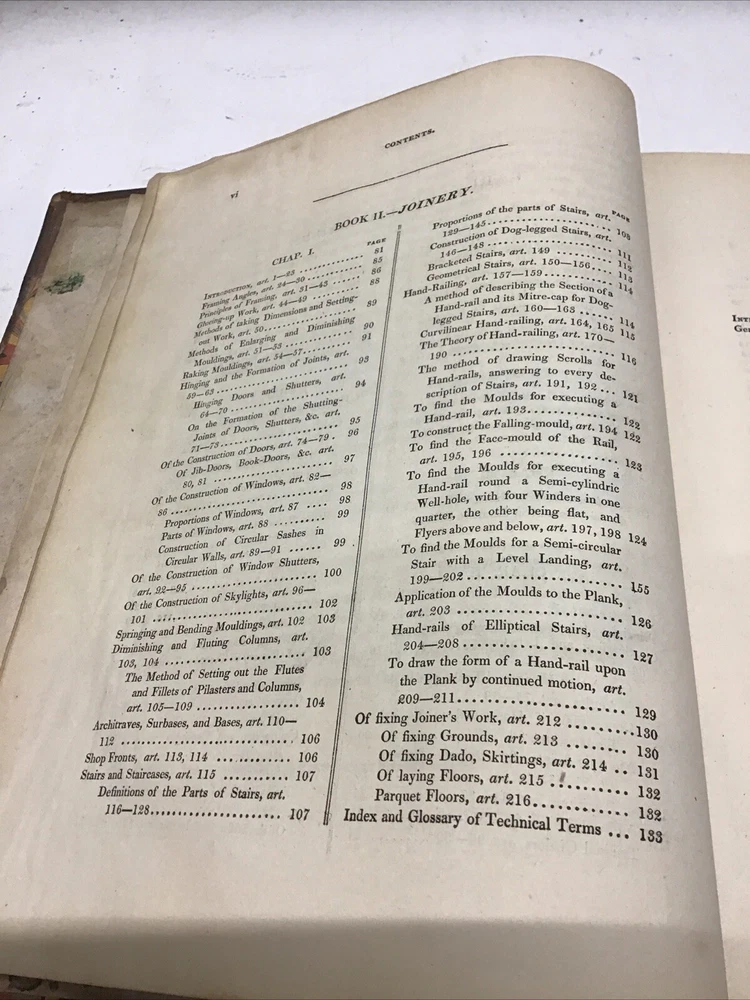 CONTENTS.
vi
BOOK II.—JOINERY.
CHAP. I.
PAGE
INTRODUCTION, art. 1—23 ............ 81
Framing Angles, art. 24—30 ............ 85
Principles of Framing, art. 31—43 ...... 86
Glueing-up Work, art. 44—49 ......... 88
Methods of taking Dimensions and Setting-
out Work, art. 50 .................. 89
Methods of Enlarging and Diminishing
Mouldings, art. 51—53 ............... 90
Raking Mouldings, art. 54—57 ......... 91
Hinging and the Formation of Joints, art.
59—63 ........................ 93
Hinging Doors and Shutters, art.
64—70 ........................ 94
On the Formation of the Shutting-
Joints of Doors, Shutters, &c. art.
71—73 ........................ 95
Of the Construction of Doors, art. 74—79 . 96
Of Jib-Doors, Book-Doors, &c. art.
80, 81 ........................ 97
Of the Construction of Windows, art. 82—
86 ........................ 98
Proportions of Windows, art. 87 .... 98
Parts of Windows, art. 88 .......... 99
Construction of Circular Sashes in
Circular Walls, art. 89—91 ...... 99
Of the Construction of Window Shutters,
art. 92—95 ........................ 100
Of the Construction of Skylights, art. 96—
101 ........................ 102
Springing and Bending Mouldings, art. 102 103
Diminishing and Fluting Columns, art.
103, 104 ........................ 103
The Method of Setting out the Flutes
and Fillets of Pilasters and Columns,
art. 105—109 .................. 104
Architraves, Surbases, and Bases, art. 110—
112 ........................ 106
Shop Fronts, art. 113, 114 ............ 106
Stairs and Staircases, art. 115 ........... 107
Definitions of the Parts of Stairs, art.
116—128....................... 107
PAGE
Proportions of the parts of Stairs, art.
129—145..................... 108
Construction of Dog-legged Stairs, art.
146—148 ..................... 111
Bracketed Stairs, art. 149 ........... 112
Geometrical Stairs, art. 150—156.... 113
Hand-Railing, art. 157—159 ............ 114
A method of describing the Section of a
Hand-rail and its Mitre-cap for Dog-
legged Stairs, art. 160—163 ...... 114
Curvilinear Hand-railing, art. 164, 165 115
The Theory of Hand-railing, art. 170—
190 ........................ 116
The method of drawing Scrolls for
Hand-rails, answering to every de-
scription of Stairs, art. 191, 192 ... 121
To find the Moulds for executing a
Hand-rail, art. 193............... 122
To construct the Falling-mould, art. 194 122
To find the Face-mould of the Rail,
art. 195, 196 .................. 123
To find the Moulds for executing a
Hand-rail round a Semi-cylindric
Well-hole, with four Winders in one
quarter, the other being flat, and
Flyers above and below, art. 197, 198 124
To find the Moulds for a Semi-circular
Stair with a Level Landing, art.
199—202 ........................ 155
Application of the Moulds to the Plank,
art. 203 ........................ 126
Hand-rails of Elliptical Stairs, art.
204—208 ........................ 127
To draw the form of a Hand-rail upon
the Plank by continued motion, art.
209—211........................ 129
Of fixing Joiner's Work, art. 212 ........130
Of fixing Grounds, art. 213 ........ 130
Of fixing Dado, Skirtings, art. 214 .. 131
Of laying Floors, art. 215 .......... 132
Parquet Floors, art. 216............ 132
Index and Glossary of Technical Terms ... 133